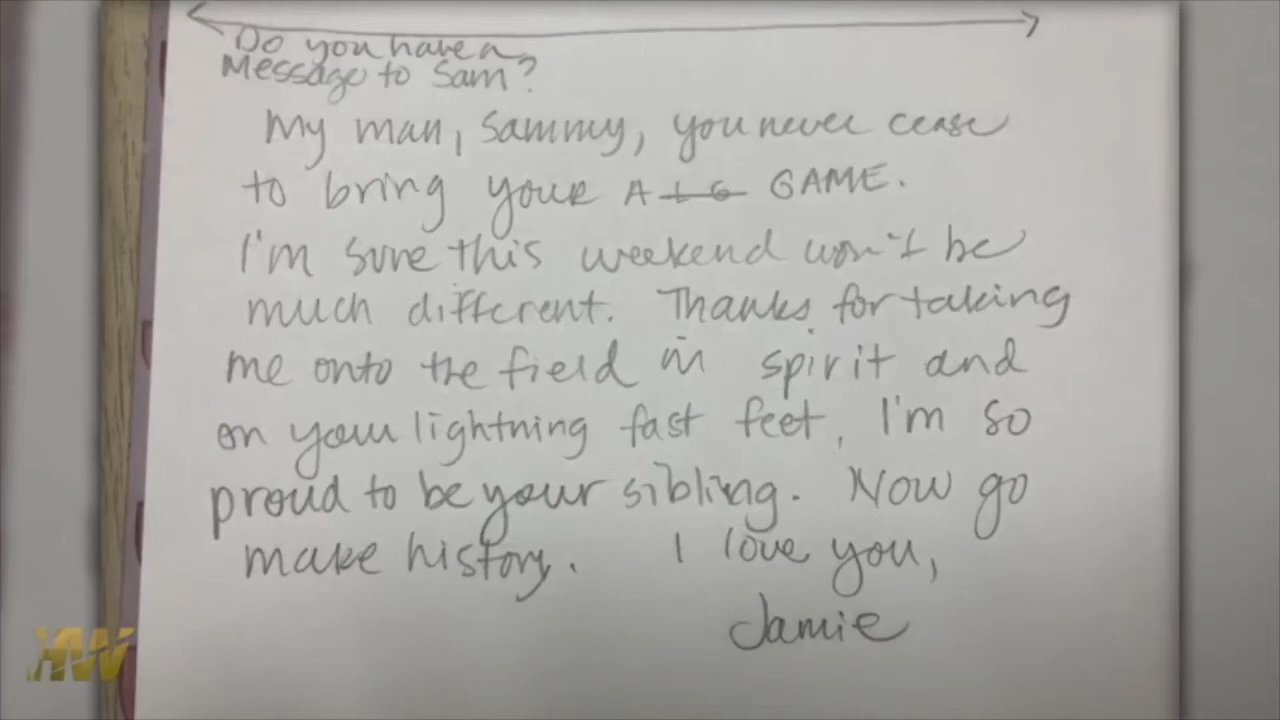 Do you have a
Message to Sam?
My man, Sammy, you never cease
to bring your A GAME.
I'm sure this weekend won't be
much different. Thanks for taking
me onto the field in spirit and
on your lightning fast feet. I'm so
proud to be your sibling. Now go
make history. I love you,
Jamie
HW